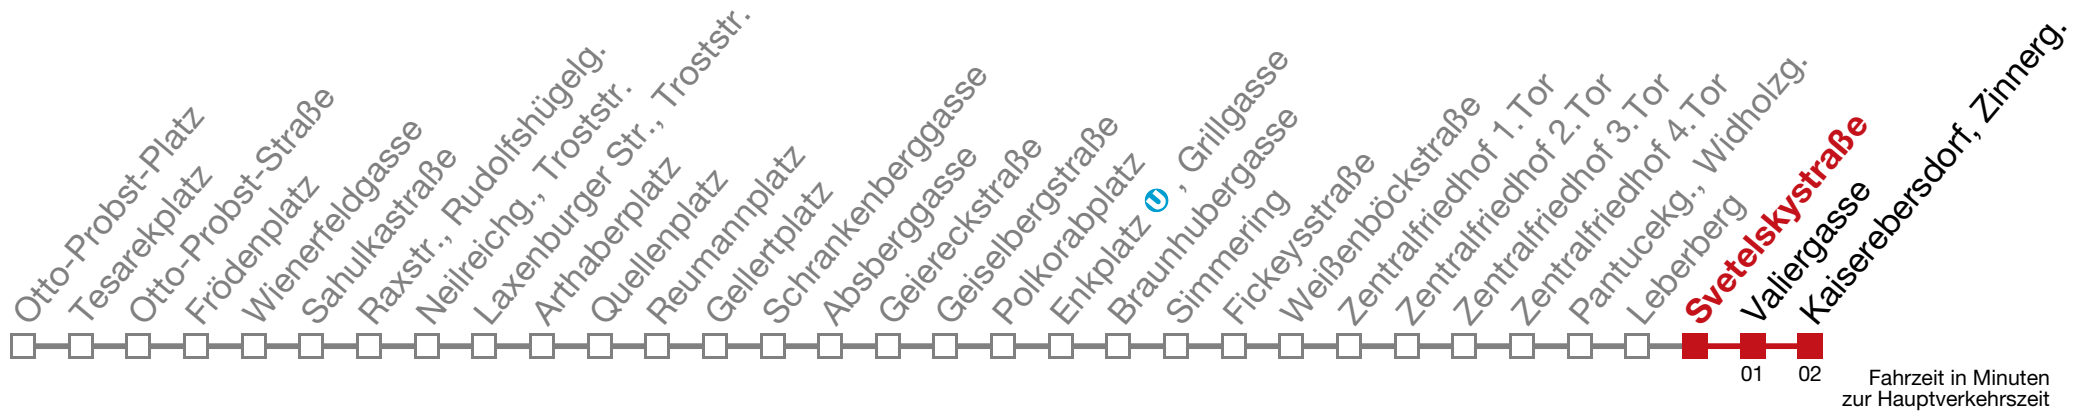 Otto-Probst-Platz
Tesarekplatz
Otto-Probst-Straße
Frödenplatz
Wienerfeldgasse
Sahulkastraße
Raxstr., Rudolfshügelg.
Neilreichg., Troststr.
Laxenburger Str., Troststr.
Arthaberplatz
Quellenplatz
Reumannplatz
Gellertplatz
Schrankenberggasse
Absberggasse
Geiereckstraße
Geiselbergstraße
Polkorabplatz
Enkplatz U, Grillgasse
Braunhubergasse
Simmering
Fickeysstraße
Weißenböckstraße
Zentralfriedhof 1.Tor
Zentralfriedhof 2.Tor
Zentralfriedhof 3.Tor
Zentralfriedhof 4.Tor
Pantucekg., Widholzg.
Leberberg
Svetelskystraße
Valiergasse
Kaiserebersdorf, Zinnerg.
01 02
Fahrzeit in Minuten
zur Hauptverkehrszeit